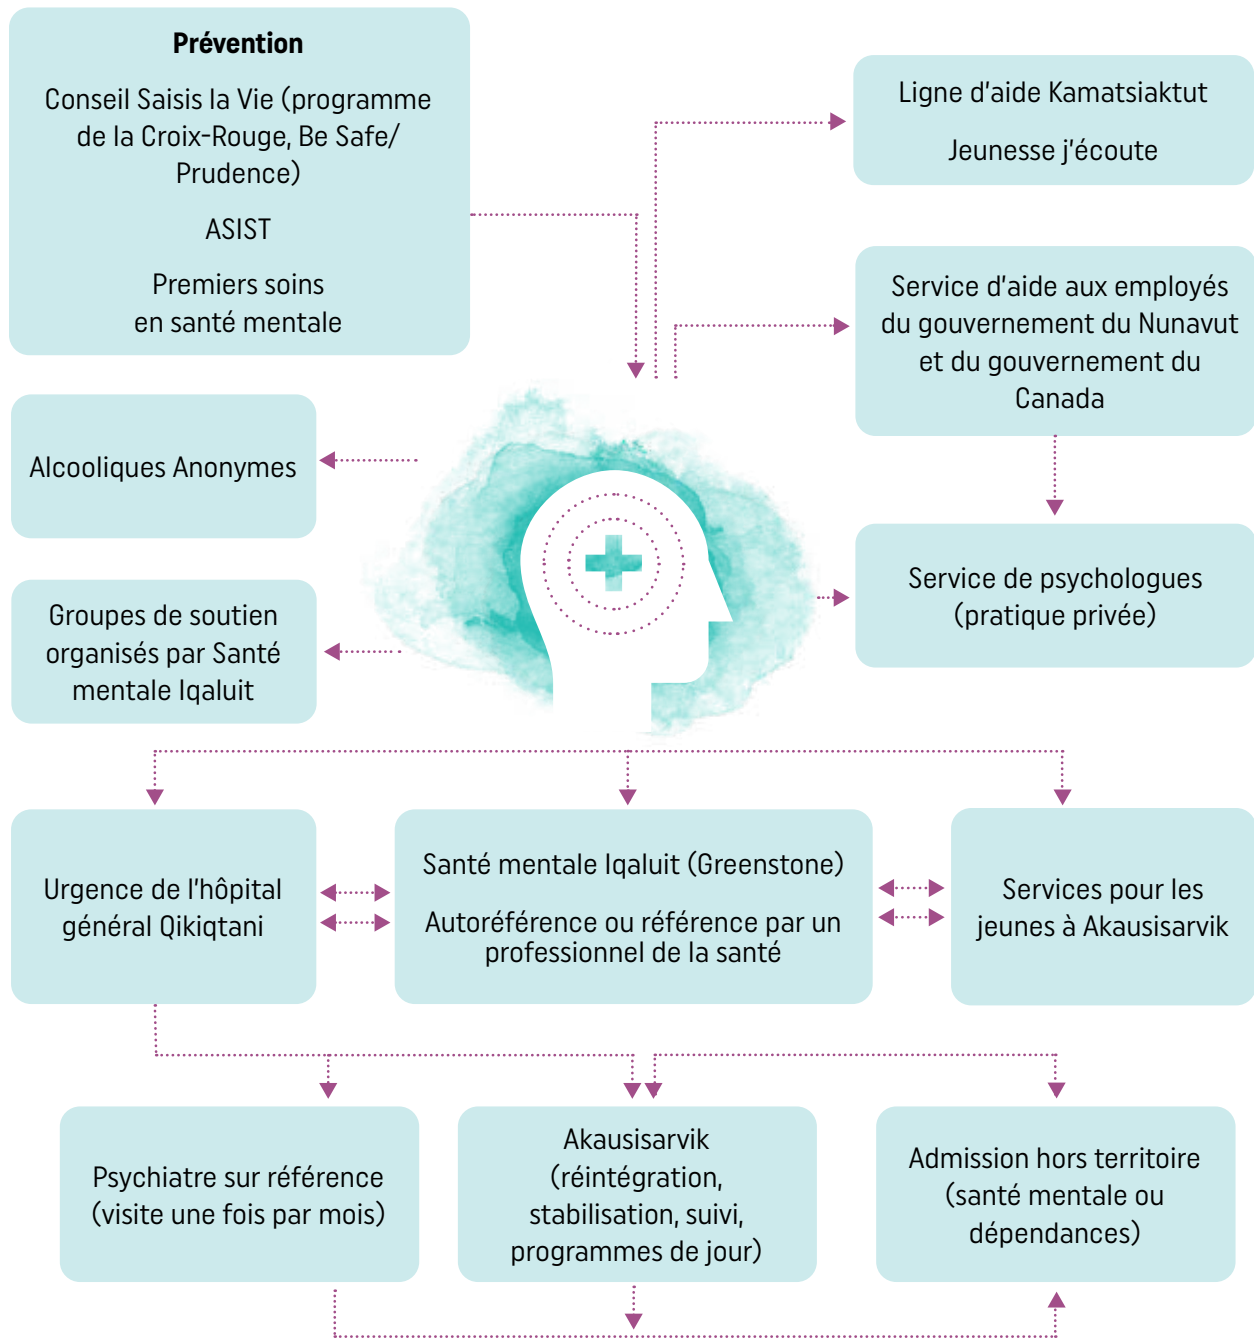 Prévention
Conseil Saisis la Vie (programme
de la Croix-Rouge, Be Safe/
Prudence)
ASIST
Premiers soins
en santé mentale
Ligne d'aide Kamatsiaktut
Jeunesse j'écoute
Service d'aide aux employés
du gouvernement du Nunavut
et du gouvernement du
Canada
Alcooliques Anonymes
Service de psychologues
(pratique privée)
Groupes de soutien
organisés par Santé
mentale Iqaluit
Urgence de l'hôpital
général Qikiqtani
Santé mentale Iqaluit (Greenstone)
Autoréférence ou référence par un
professionnel de la santé
Services pour les
jeunes à Akausisarvik
Psychiatre sur référence
(visite une fois par mois)
Akausisarvik
(réintégration,
stabilisation, suivi,
programmes de jour)
Admission hors territoire
(santé mentale ou
dépendances)